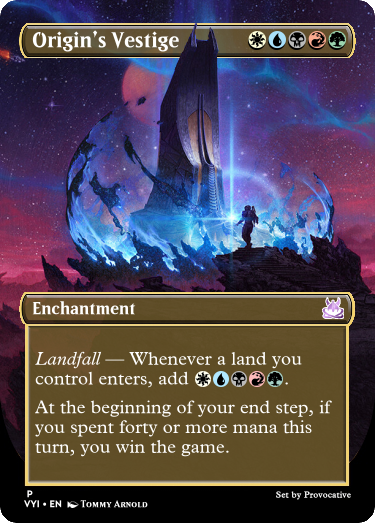 Origin's Vestige
Enchantment
Landfall — Whenever a land you
control enters, add .
At the beginning of your end step, if
you spent forty or more mana this
turn, you win the game.
P
VYI • EN Tommy Arnold
Set by Provocative